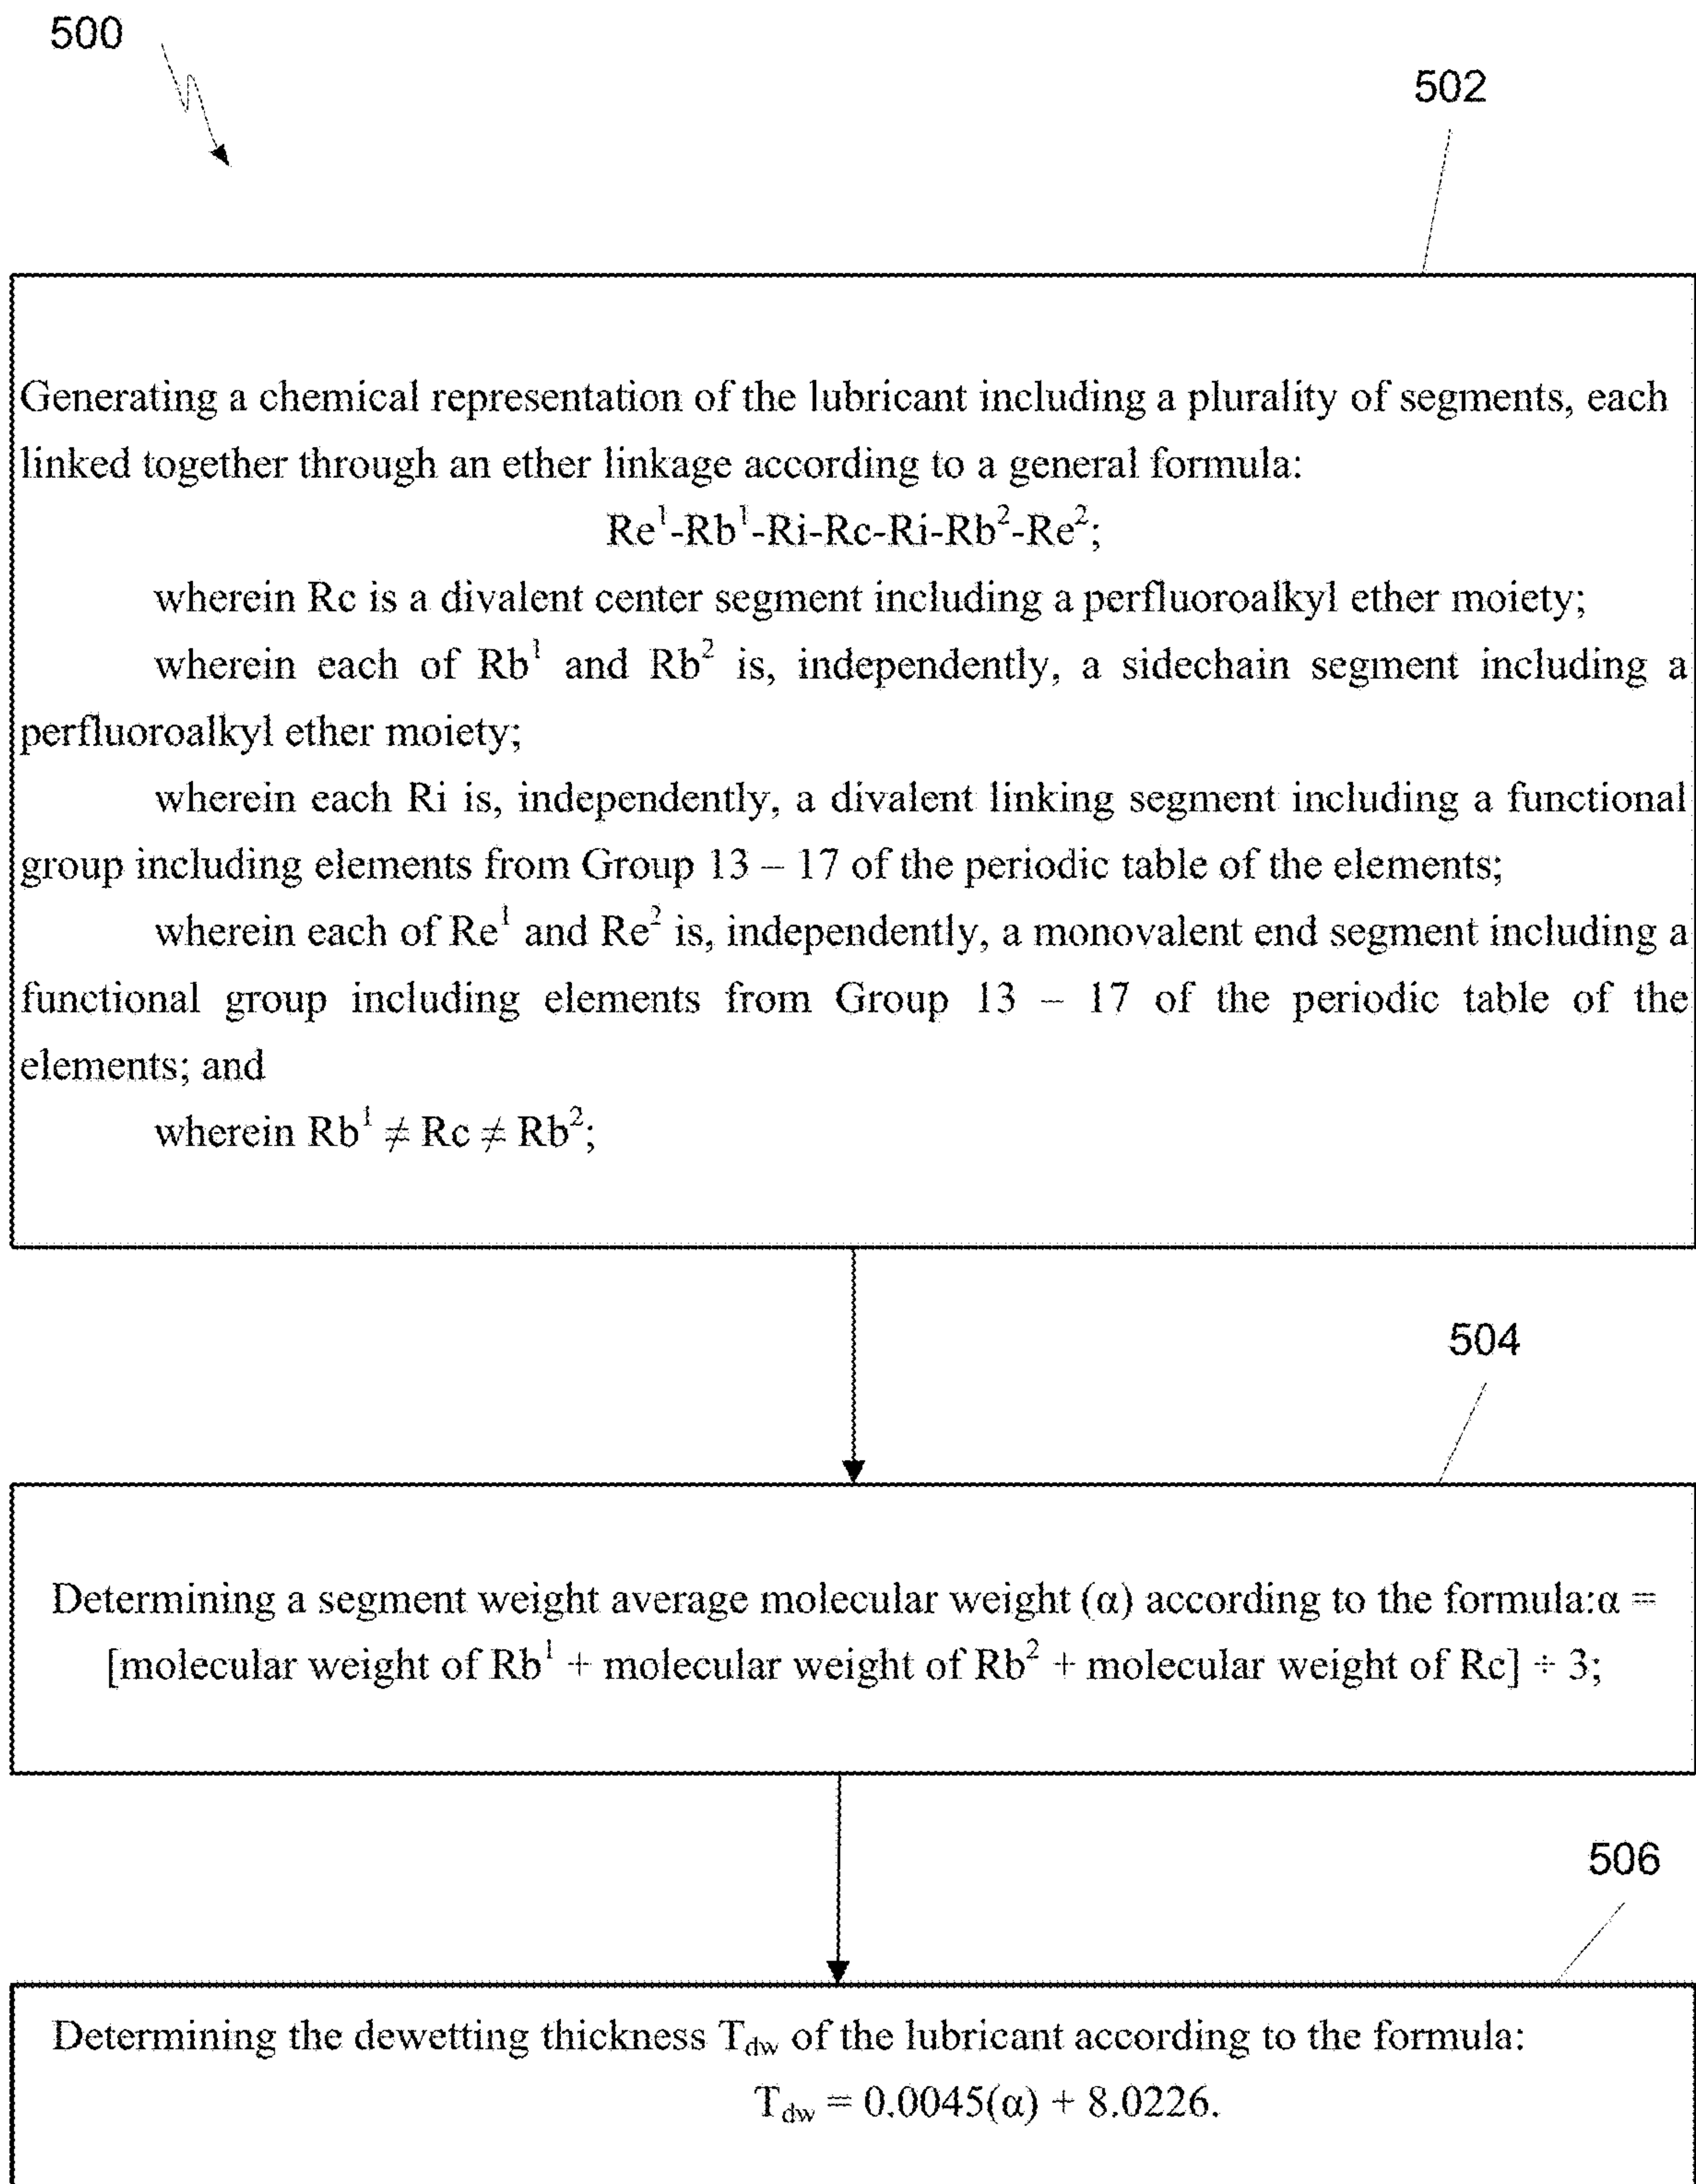 500
502
Generating a chemical representation of the lubricant including a plurality of segments, each
linked together through an ether linkage according to a general formula:
Re¹-Rb¹-Ri-Rc-Ri-Rb²-Re²;
wherein Rc is a divalent center segment including a perfluoroalkyl ether moiety;
wherein each of Rb¹ and Rb² is, independently, a sidechain segment including a
perfluoroalkyl ether moiety;
wherein each Ri is, independently, a divalent linking segment including a functional
group including elements from Group 13 – 17 of the periodic table of the elements;
wherein each of Re¹ and Re² is, independently, a monovalent end segment including a
functional group including elements from Group 13 – 17 of the periodic table of the
elements; and
wherein Rb¹ ≠ Rc ≠ Rb²;
504
Determining a segment weight average molecular weight (α) according to the formula:α =
[molecular weight of Rb¹ + molecular weight of Rb² + molecular weight of Rc] ÷ 3;
506
Determining the dewetting thickness T_dw of the lubricant according to the formula:
T_dw = 0.0045(α) + 8.0226.